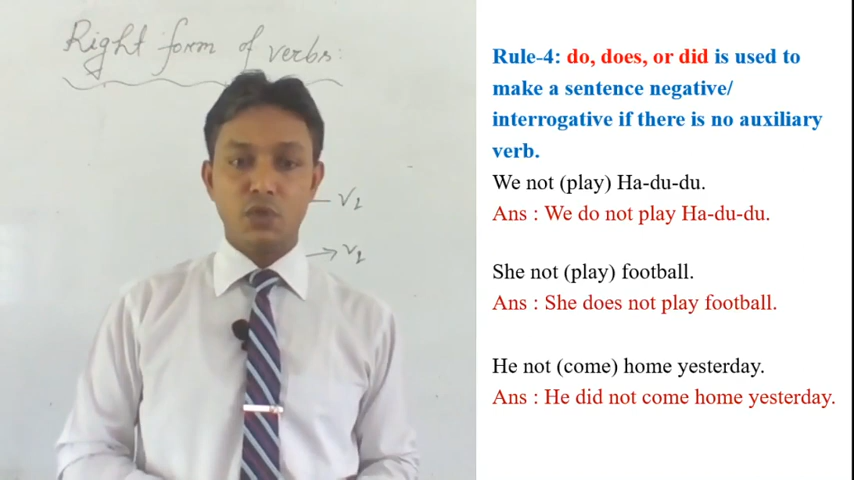 Right form of verbs:
V1
V1
Rule-4: do, does, or did is used to
make a sentence negative/
interrogative if there is no auxiliary
verb.
We not (play) Ha-du-du.
Ans : We do not play Ha-du-du.
She not (play) football.
Ans : She does not play football.
He not (come) home yesterday.
Ans : He did not come home yesterday.